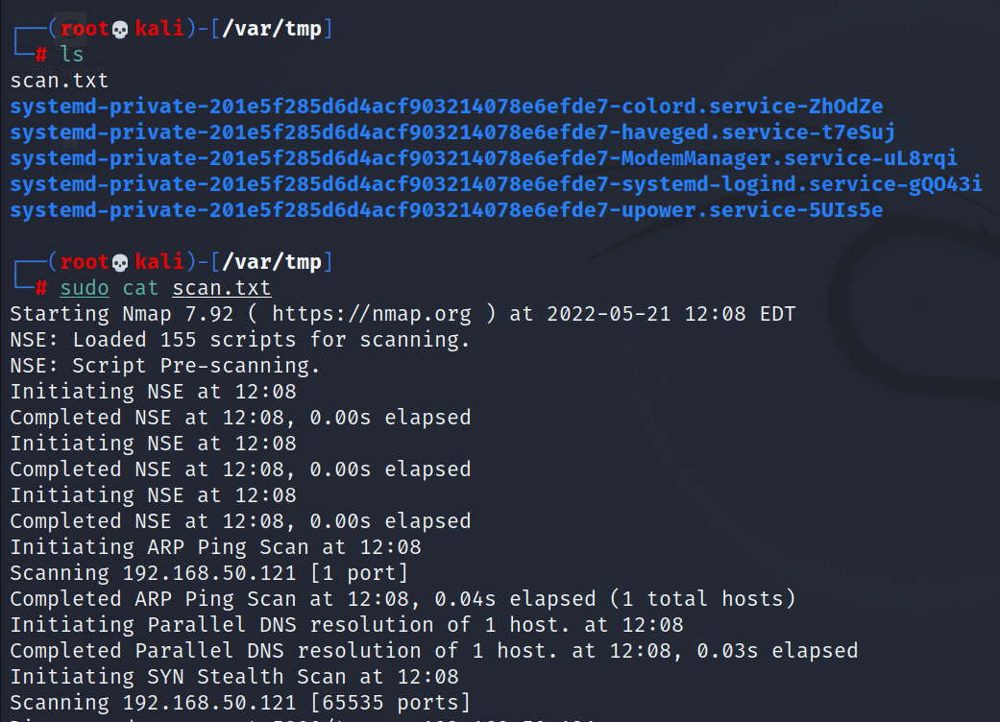 ┌──(root💀kali)-[/var/tmp]
└─# ls
scan.txt
systemd-private-201e5f285d6d4acf903214078e6efde7-colord.service-ZhOdZe
systemd-private-201e5f285d6d4acf903214078e6efde7-haveged.service-t7eSuj
systemd-private-201e5f285d6d4acf903214078e6efde7-ModemManager.service-uL8rqi
systemd-private-201e5f285d6d4acf903214078e6efde7-systemd-logind.service-gQO43i
systemd-private-201e5f285d6d4acf903214078e6efde7-upower.service-5UIs5e
┌──(root💀kali)-[/var/tmp]
└─# sudo cat scan.txt
Starting Nmap 7.92 ( https://nmap.org ) at 2022-05-21 12:08 EDT
NSE: Loaded 155 scripts for scanning.
NSE: Script Pre-scanning.
Initiating NSE at 12:08
Completed NSE at 12:08, 0.00s elapsed
Initiating NSE at 12:08
Completed NSE at 12:08, 0.00s elapsed
Initiating NSE at 12:08
Completed NSE at 12:08, 0.00s elapsed
Initiating ARP Ping Scan at 12:08
Scanning 192.168.50.121 [1 port]
Completed ARP Ping Scan at 12:08, 0.04s elapsed (1 total hosts)
Initiating Parallel DNS resolution of 1 host. at 12:08
Completed Parallel DNS resolution of 1 host. at 12:08, 0.03s elapsed
Initiating SYN Stealth Scan at 12:08
Scanning 192.168.50.121 [65535 ports]